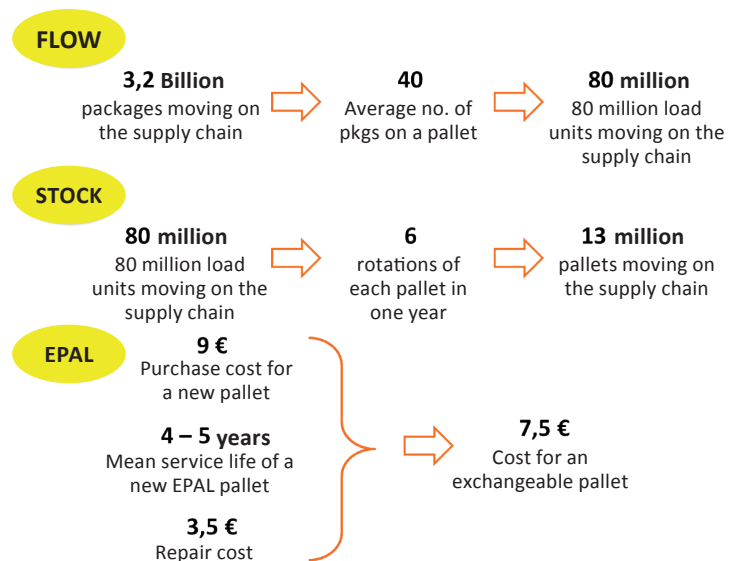 FLOW
3,2 Billion
packages moving on
the supply chain
40
Average no. of
pkgs on a pallet
80 million
80 million load
units moving on the
supply chain
STOCK
80 million
80 million load
units moving on the
supply chain
6
rotations of
each pallet in
one year
13 million
pallets moving on
the supply chain
EPAL
9 €
Purchase cost for
a new pallet
4 – 5 years
Mean service life of a
new EPAL pallet
3,5 €
Repair cost
7,5 €
Cost for an
exchangeable pallet